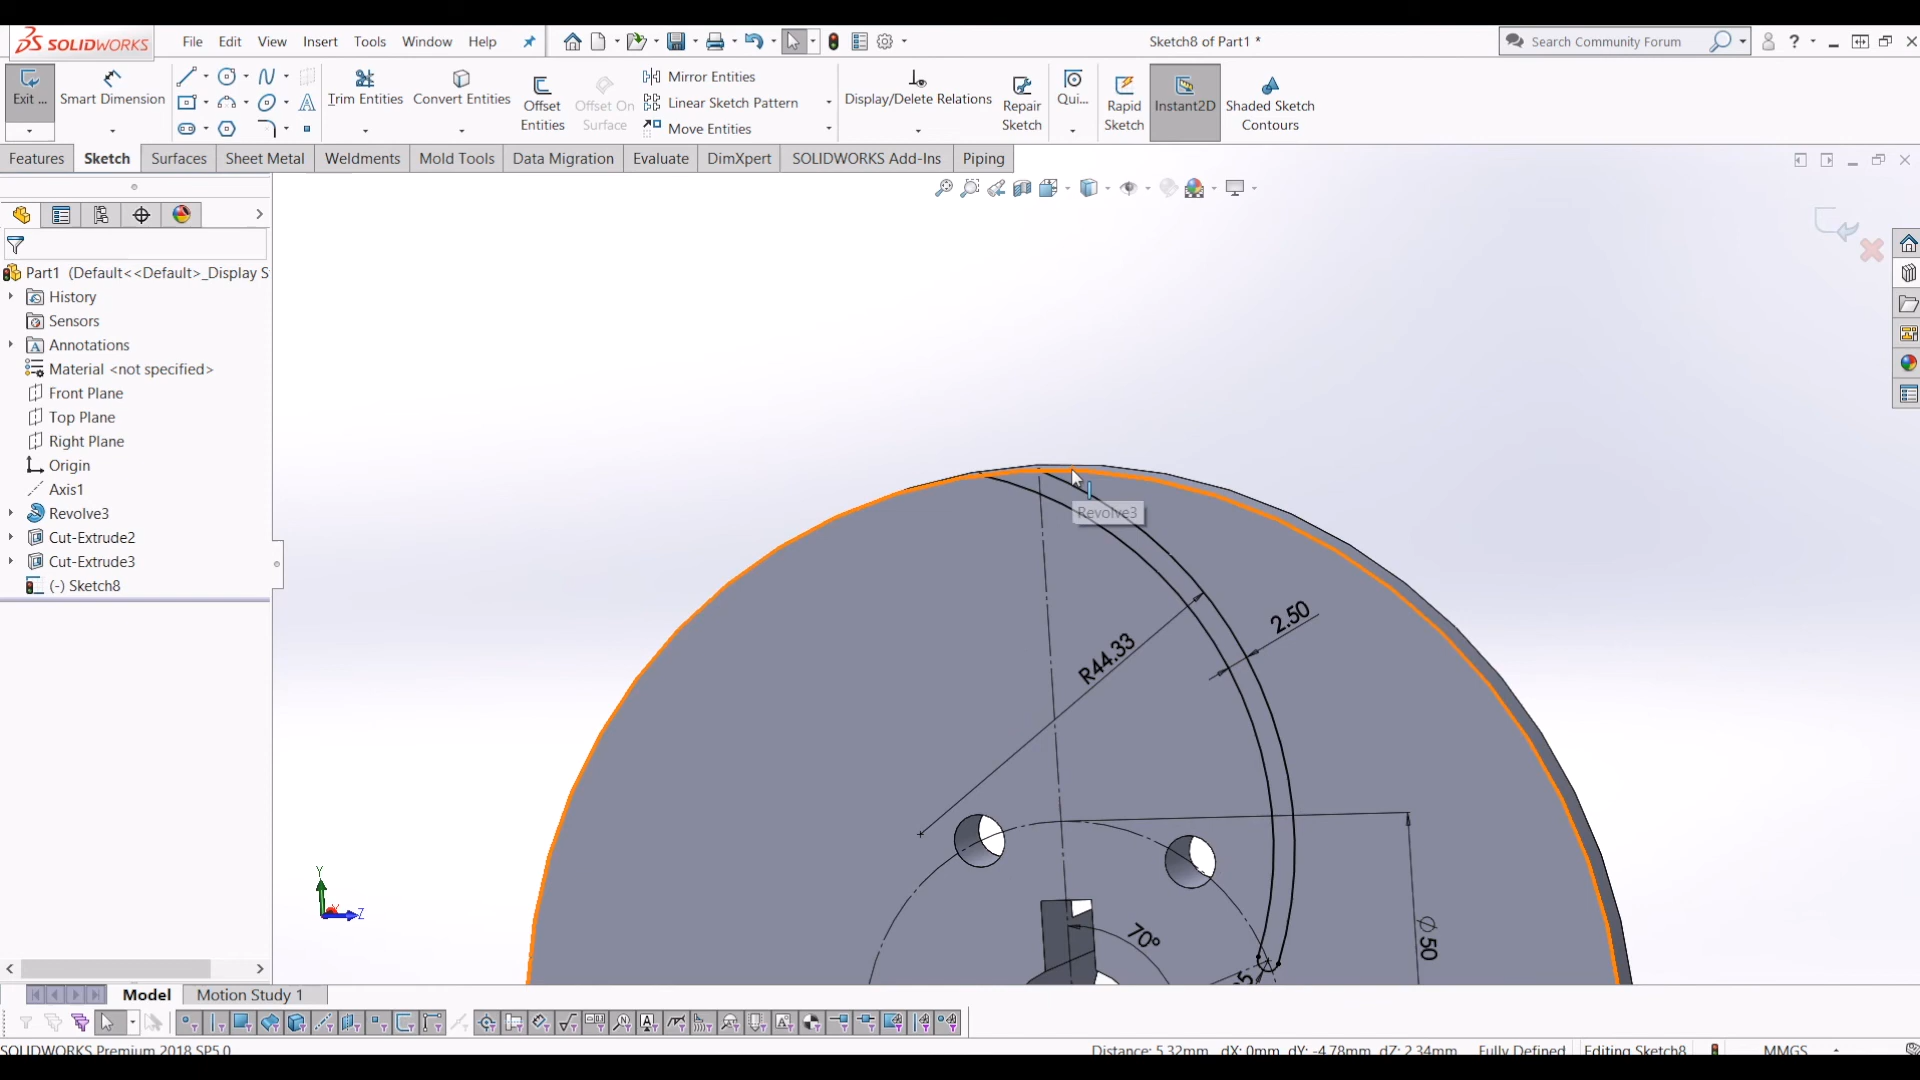 SOLIDWORKS
File Edit View Insert Tools Window Help
Sketch8 of Part1 *
Search Community Forum
?
Exit ...
Smart Dimension
Trim Entities
Convert Entities
Offset Entities
Offset On Surface
Mirror Entities
Linear Sketch Pattern
Move Entities
Display/Delete Relations
Repair Sketch
Qui...
Rapid Sketch
Instant2D
Shaded Sketch Contours
Features Sketch Surfaces Sheet Metal Weldments Mold Tools Data Migration Evaluate DimXpert SOLIDWORKS Add-Ins Piping
Part1 (Default<<Default>_Display S
History
Sensors
Annotations
Material <not specified>
Front Plane
Top Plane
Right Plane
Origin
Axis1
Revolve3
Cut-Extrude2
Cut-Extrude3
(-) Sketch8
Revolve3
2.50
R44.33
70°
Ø50
Y
Z
Model Motion Study 1
SOLIDWORKS Premium 2018 SP5.0
Distance: 5.32mm dX: 0mm dY: -4.78mm dZ: 2.34mm Fully Defined Editing Sketch8 MMGS